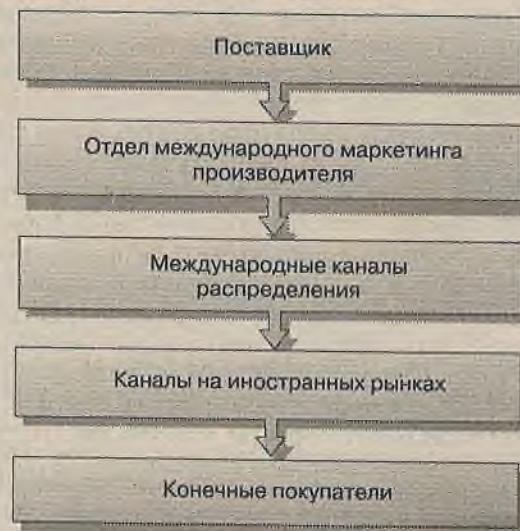 Поставщик
Отдел международного маркетинга
производителя
Международные каналы
распределения
Каналы на иностранных рынках
Конечные покупатели